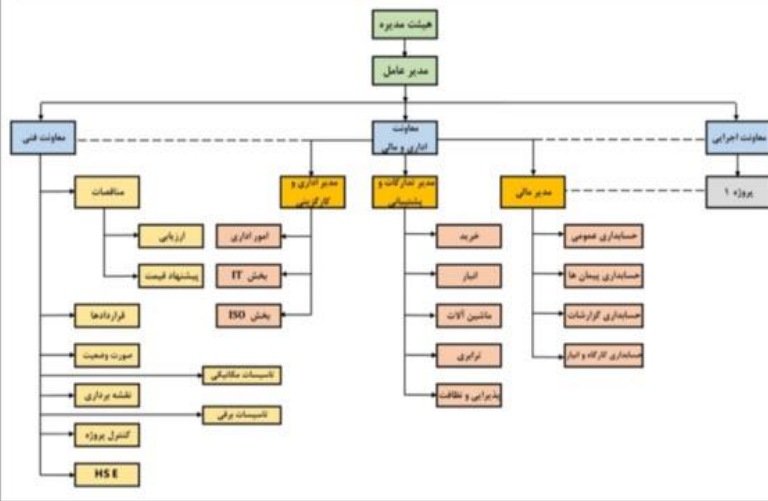 هیئت مدیره
مدیر عامل
معاونت اجرایی
معاونت
اداری و مالی
معاونت فنی
پروژه ۱
مدیر مالی
مدیر تدارکات و
پشتیبانی
مدیر اداری و
کارگزینی
مناقصات
حسابداری عمومی
خرید
امور اداری
ارزیابی
حسابداری پیمان ها
انبار
بخش IT
پیشنهاد قیمت
حسابداری گزارشات
ماشین آلات
بخش ISO
قراردادها
حسابداری کارگاه و انبار
ترابری
صورت وضعیت
تاسیسات مکانیکی
پذیرایی و نظافت
نقشه برداری
تاسیسات برقی
کنترل پروژه
HSE